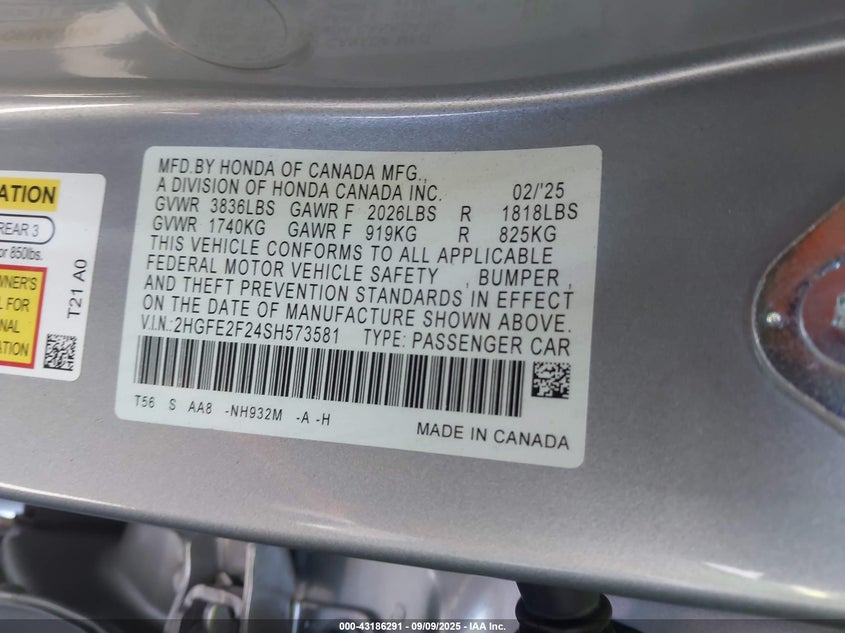 MFD.BY HONDA OF CANADA MFG.,
A DIVISION OF HONDA CANADA INC. 02/'25
GVWR 3836LBS GAWR F 2026LBS R 1818LBS
GVWR 1740KG GAWR F 919KG R 825KG
THIS VEHICLE CONFORMS TO ALL APPLICABLE
FEDERAL MOTOR VEHICLE SAFETY , BUMPER ,
AND THEFT PREVENTION STANDARDS IN EFFECT
ON THE DATE OF MANUFACTURE SHOWN ABOVE.
V.I.N.:2HGFE2F24SH573581 TYPE: PASSENGER CAR
T56 S AA8 -NH932M -A -H
MADE IN CANADA
REAR 3
or 850lbs.
FOR
T21 A0
000-43186291 - 09/09/2025 - IAA Inc.